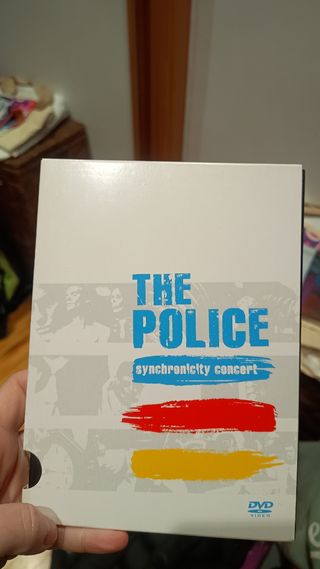 THE
POLICE
synchronicity concert
DVD
VIDEO